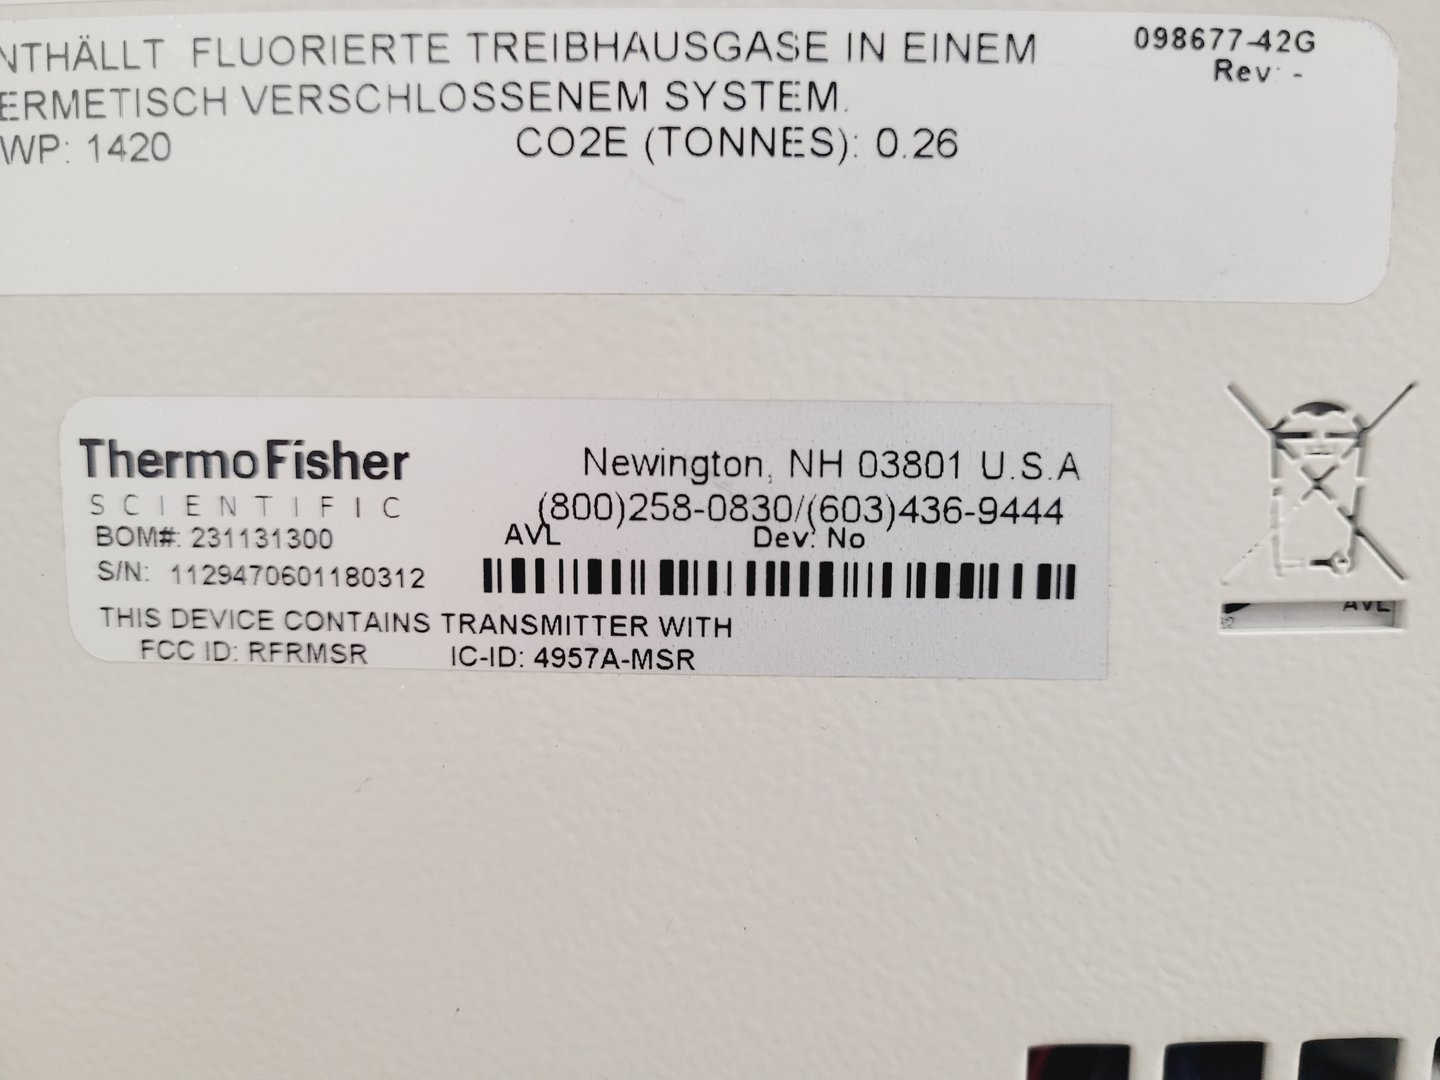 NTHÄLLT FLUORIERTE TREIBHAUSGASE IN EINEM
ERMETISCH VERSCHLOSSENEM SYSTEM.
WP: 1420 CO2E (TONNES): 0.26
098677-42G
Rev: -
ThermoFisher
SCIENTIFIC
Newington, NH 03801 U.S.A
(800)258-0830/(603)436-9444
BOM#: 231131300 AVL Dev: No
S/N: 1129470601180312
THIS DEVICE CONTAINS TRANSMITTER WITH
FCC ID: RFRMSR IC-ID: 4957A-MSR
AVL